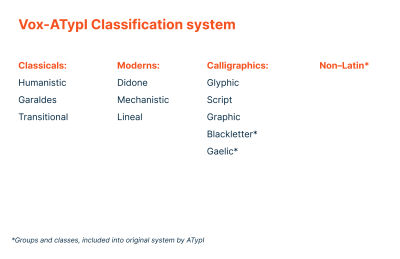 Vox-ATypI Classification system
Classicals:
Humanistic
Garaldes
Transitional
Moderns:
Didone
Mechanistic
Lineal
Calligraphics:
Glyphic
Script
Graphic
Blackletter*
Gaelic*
Non–Latin*
*Groups and classes, included into original system by ATypI